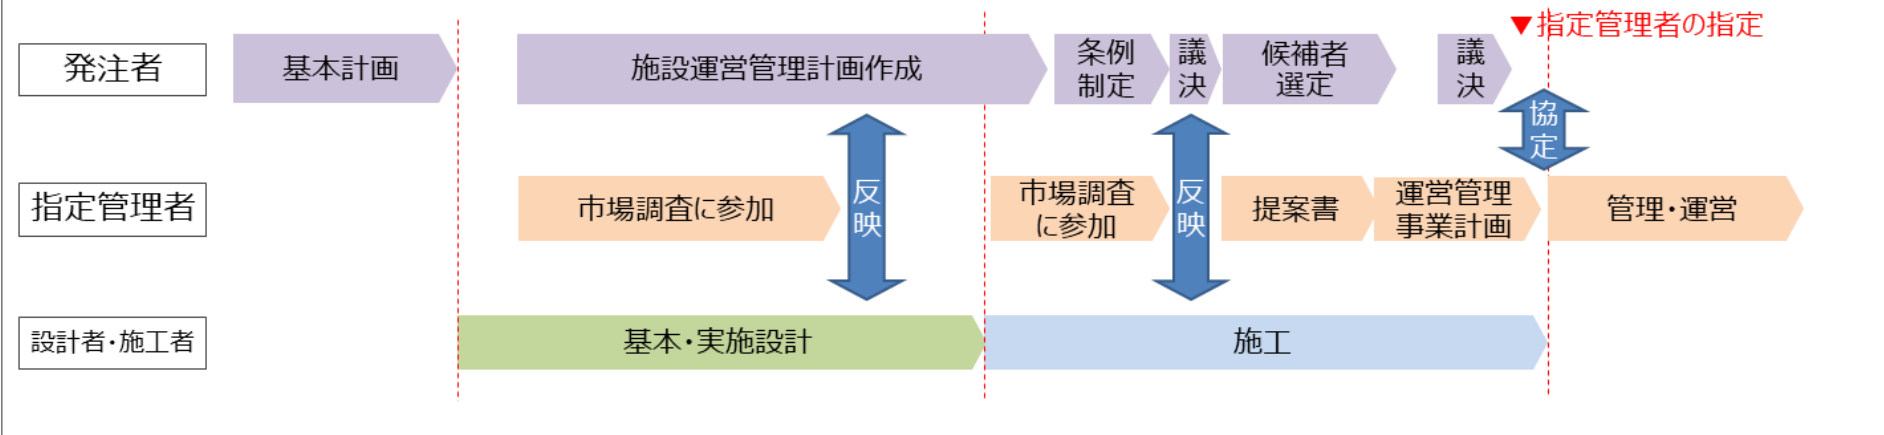 ▼指定管理者の指定
発注者
基本計画
施設運営管理計画作成
条例
制定
議
決
候補者
選定
議
決
協
定
指定管理者
市場調査に参加
反
映
市場調査
に参加
反
映
提案書
運営管理
事業計画
管理・運営
設計者・施工者
基本・実施設計
施工